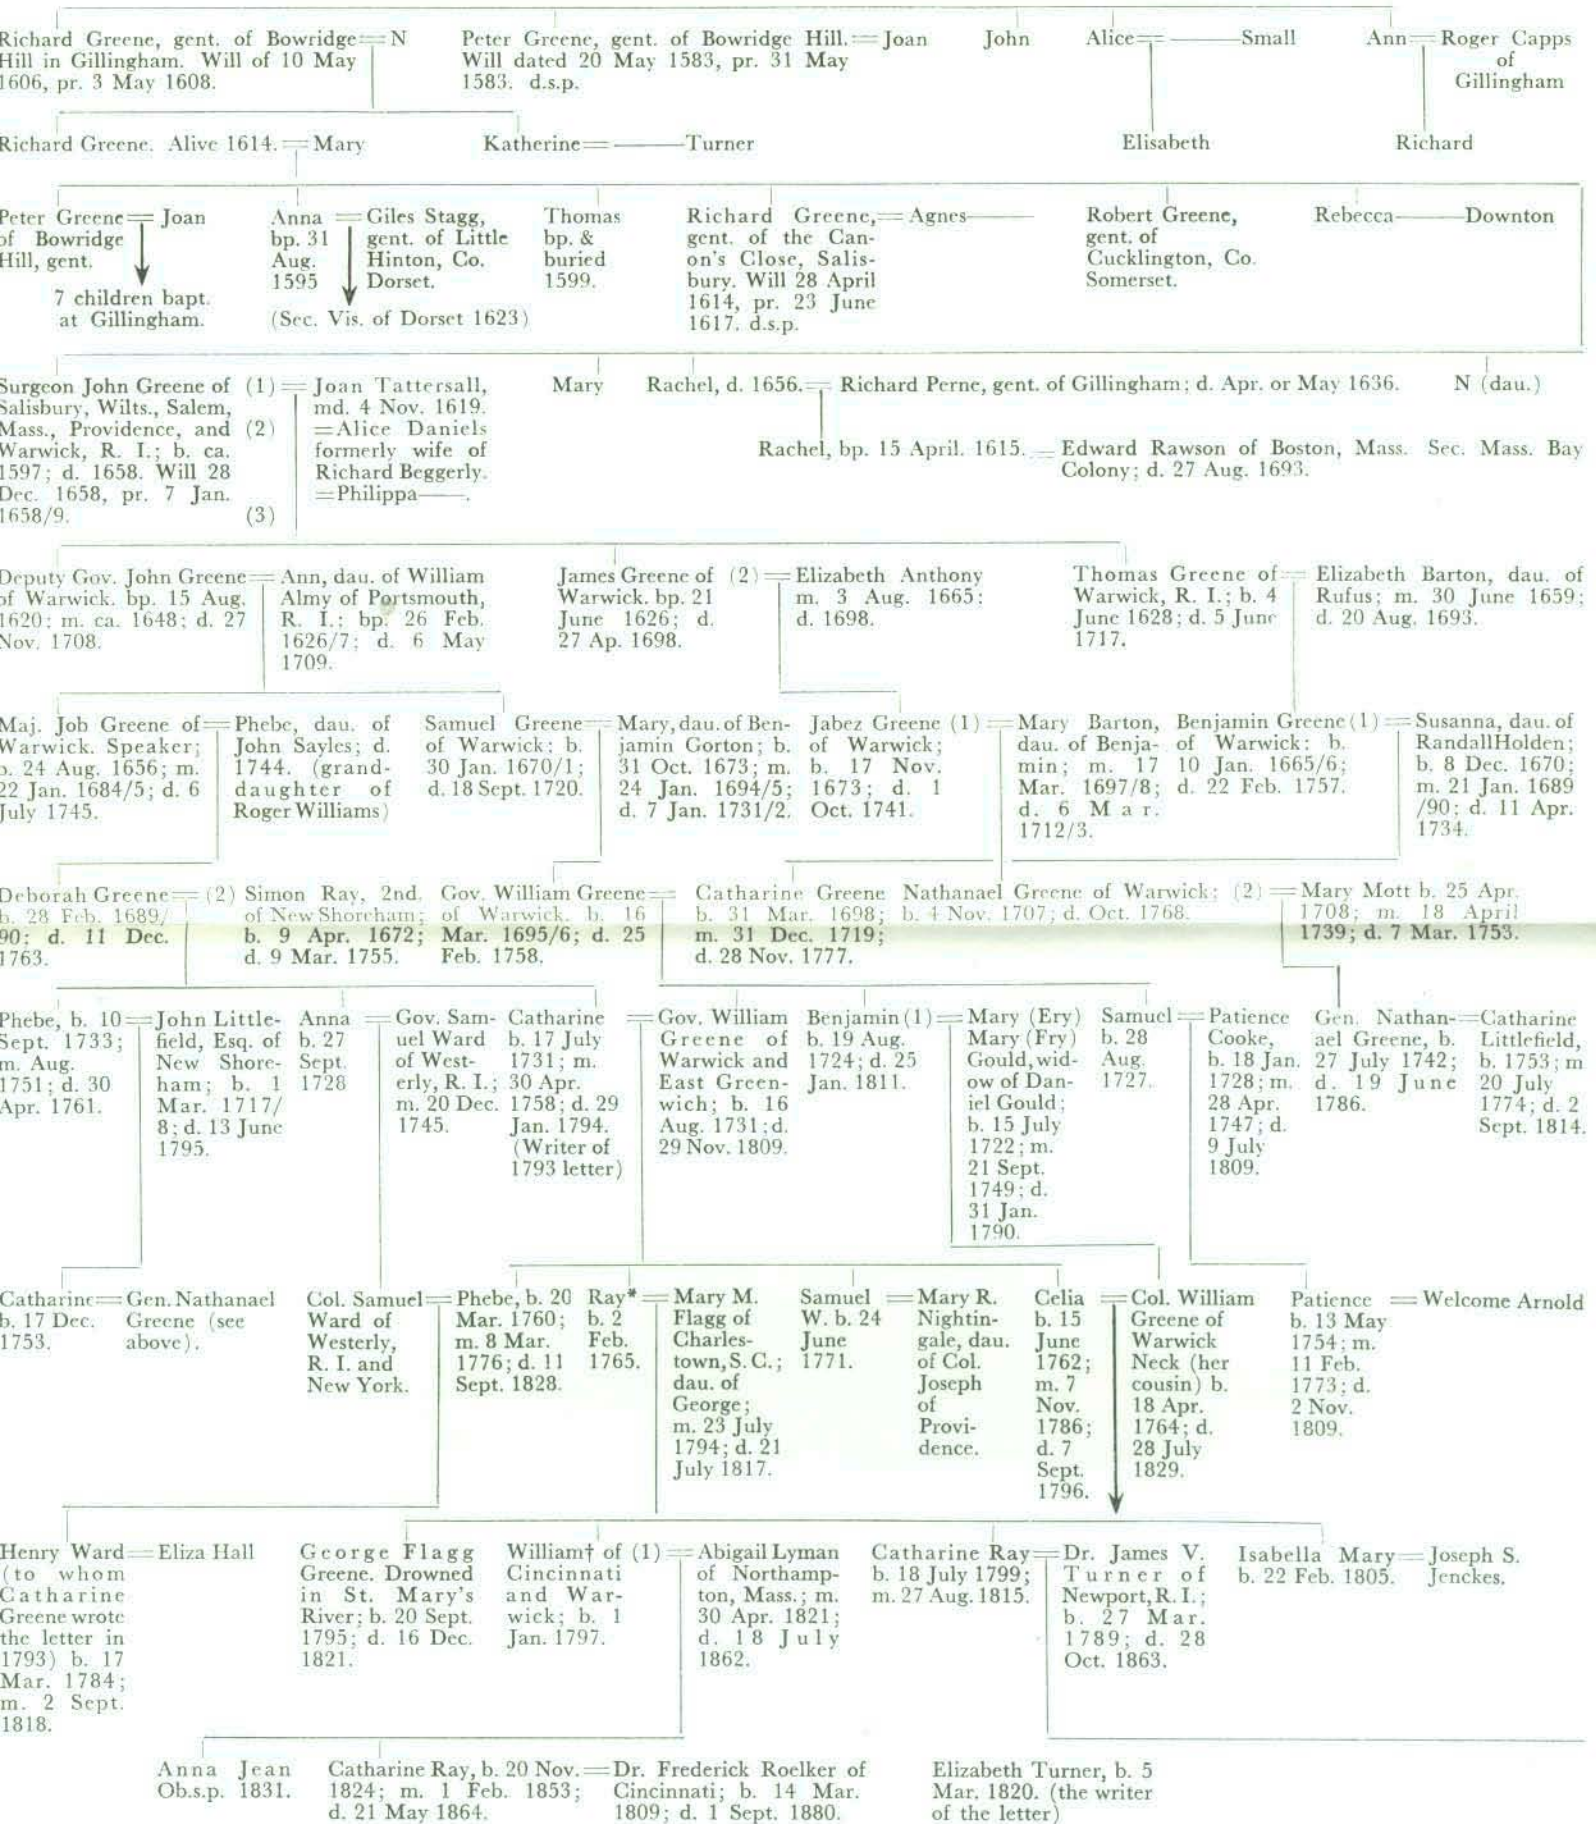 Richard Greene, gent. of Bowridge = N
Hill in Gillingham. Will of 10 May
1606, pr. 3 May 1608.
Peter Greene, gent. of Bowridge Hill. = Joan
Will dated 20 May 1583, pr. 31 May
1583. d.s.p.
John
Alice = ——— Small
Ann = Roger Capps
of
Gillingham
Richard Greene. Alive 1614. = Mary
Katherine = ——— Turner
Elisabeth
Richard
Peter Greene = Joan
of Bowridge
Hill, gent.
7 children bapt.
at Gillingham.
Anna = Giles Stagg,
bp. 31 gent. of Little
Aug. Hinton, Co.
1595 Dorset.
(Sec. Vis. of Dorset 1623)
Thomas
bp. &
buried
1599.
Richard Greene, = Agnes ———
gent. of the Can-
on's Close, Salis-
bury. Will 28 April
1614, pr. 23 June
1617. d.s.p.
Robert Greene,
gent. of
Cucklington, Co.
Somerset.
Rebecca ——— Downton
Surgeon John Greene of (1) = Joan Tattersall,
Salisbury, Wilts., Salem, md. 4 Nov. 1619.
Mass., Providence, and (2) =Alice Daniels
Warwick, R. I.; b. ca. formerly wife of
1597; d. 1658. Will 28 Richard Beggerly.
Dec. 1658, pr. 7 Jan. =Philippa——.
1658/9. (3)
Mary
Rachel, d. 1656. = Richard Perne, gent. of Gillingham; d. Apr. or May 1636.
N (dau.)
Rachel, bp. 15 April. 1615. = Edward Rawson of Boston, Mass. Sec. Mass. Bay
Colony; d. 27 Aug. 1693.
Deputy Gov. John Greene = Ann, dau. of William
of Warwick. bp. 15 Aug. Almy of Portsmouth,
1620; m. ca. 1648; d. 27 R. I.; bp. 26 Feb.
Nov. 1708. 1626/7; d. 6 May
1709.
James Greene of (2) = Elizabeth Anthony
Warwick. bp. 21 m. 3 Aug. 1665;
June 1626; d. d. 1698.
27 Ap. 1698.
Thomas Greene of = Elizabeth Barton, dau. of
Warwick, R. I.; b. 4 Rufus; m. 30 June 1659;
June 1628; d. 5 June d. 20 Aug. 1693.
1717.
Maj. Job Greene of = Phebe, dau. of
Warwick. Speaker; John Sayles; d.
b. 24 Aug. 1656; m. 1744. (grand-
22 Jan. 1684/5; d. 6 daughter of
July 1745. Roger Williams)
Samuel Greene = Mary, dau. of Ben-
of Warwick; b. jamin Gorton; b.
30 Jan. 1670/1; 31 Oct. 1673; m.
d. 18 Sept. 1720. 24 Jan. 1694/5;
d. 7 Jan. 1731/2.
Jabez Greene (1) = Mary Barton,
of Warwick; dau. of Benja-
b. 17 Nov. min; m. 17
1673; d. 1 Mar. 1697/8;
Oct. 1741. d. 6 Mar.
1712/3.
Benjamin Greene (1) = Susanna, dau. of
of Warwick; b. Randall Holden;
10 Jan. 1665/6; b. 8 Dec. 1670;
d. 22 Feb. 1757. m. 21 Jan. 1689
/90; d. 11 Apr.
1734.
Deborah Greene = (2) Simon Ray, 2nd.
b. 28 Feb. 1689/ of New Shoreham;
90; d. 11 Dec. b. 9 Apr. 1672;
1763. d. 9 Mar. 1755.
Gov. William Greene = Catharine Greene
of Warwick. b. 16 b. 31 Mar. 1698;
Mar. 1695/6; d. 25 m. 31 Dec. 1719;
Feb. 1758. d. 28 Nov. 1777.
Nathanael Greene of Warwick; (2) = Mary Mott b. 25 Apr.
b. 4 Nov. 1707; d. Oct. 1768. 1708; m. 18 April
1739; d. 7 Mar. 1753.
Phebe, b. 10 = John Little-
Sept. 1733; field, Esq. of
m. Aug. New Shore-
1751; d. 30 ham; b. 1
Apr. 1761. Mar. 1717/
8; d. 13 June
1795.
Anna = Gov. Sam-
b. 27 uel Ward
Sept. of West-
1728 erly, R. I.;
m. 20 Dec.
1745.
Catharine = Gov. William
b. 17 July Greene of
1731; m. Warwick and
30 Apr. East Green-
1758; d. 29 wich; b. 16
Jan. 1794. Aug. 1731; d.
(Writer of 29 Nov. 1809.
1793 letter)
Benjamin (1) = Mary (Ery)
b. 19 Aug. Mary (Fry)
1724; d. 25 Gould, wid-
Jan. 1811. ow of Dan-
iel Gould;
b. 15 July
1722; m.
21 Sept.
1749; d.
31 Jan.
1790.
Samuel = Patience
b. 28 Cooke,
Aug. b. 18 Jan.
1727. 1728; m.
28 Apr.
1747; d.
9 July
1809.
Gen. Nathan- = Catharine
ael Greene, b. Littlefield,
27 July 1742; b. 1753; m
d. 19 June 20 July
1786. 1774; d. 2
Sept. 1814.
Catharine = Gen. Nathanael
b. 17 Dec. Greene (see
1753. above).
Col. Samuel = Phebe, b. 20
Ward of Mar. 1760;
Westerly, m. 8 Mar.
R. I. and 1776; d. 11
New York. Sept. 1828.
Ray* = Mary M.
b. 2 Flagg of
Feb. Charles-
1765. town, S. C.;
dau. of
George;
m. 23 July
1794; d. 21
July 1817.
Samuel = Mary R.
W. b. 24 Nightin-
June gale, dau.
1771. of Col.
Joseph
of
Provi-
dence.
Celia = Col. William
b. 15 Greene of
June Warwick
1762; Neck (her
m. 7 cousin) b.
Nov. 18 Apr.
1786; 1764; d.
d. 7 28 July
Sept. 1829.
1796.
Patience = Welcome Arnold
b. 13 May
1754; m.
11 Feb.
1773; d.
2 Nov.
1809.
Henry Ward = Eliza Hall
(to whom
Catharine
Greene wrote
the letter in
1793) b. 17
Mar. 1784;
m. 2 Sept.
1818.
George Flagg
Greene. Drowned
in St. Mary's
River; b. 20 Sept.
1795; d. 16 Dec.
1821.
William† of (1) = Abigail Lyman
Cincinnati of Northamp-
and War- ton, Mass.; m.
wick; b. 1 30 Apr. 1821;
Jan. 1797. d. 18 July
1862.
Catharine Ray = Dr. James V.
b. 18 July 1799; Turner of
m. 27 Aug. 1815. Newport, R. I.;
b. 27 Mar.
1789; d. 28
Oct. 1863.
Isabella Mary = Joseph S.
b. 22 Feb. 1805. Jenckes.
Anna Jean
Ob.s.p. 1831.
Catharine Ray, b. 20 Nov. = Dr. Frederick Roelker of
1824; m. 1 Feb. 1853; Cincinnati; b. 14 Mar.
d. 21 May 1864. 1809; d. 1 Sept. 1880.
Elizabeth Turner, b. 5
Mar. 1820. (the writer
of the letter)